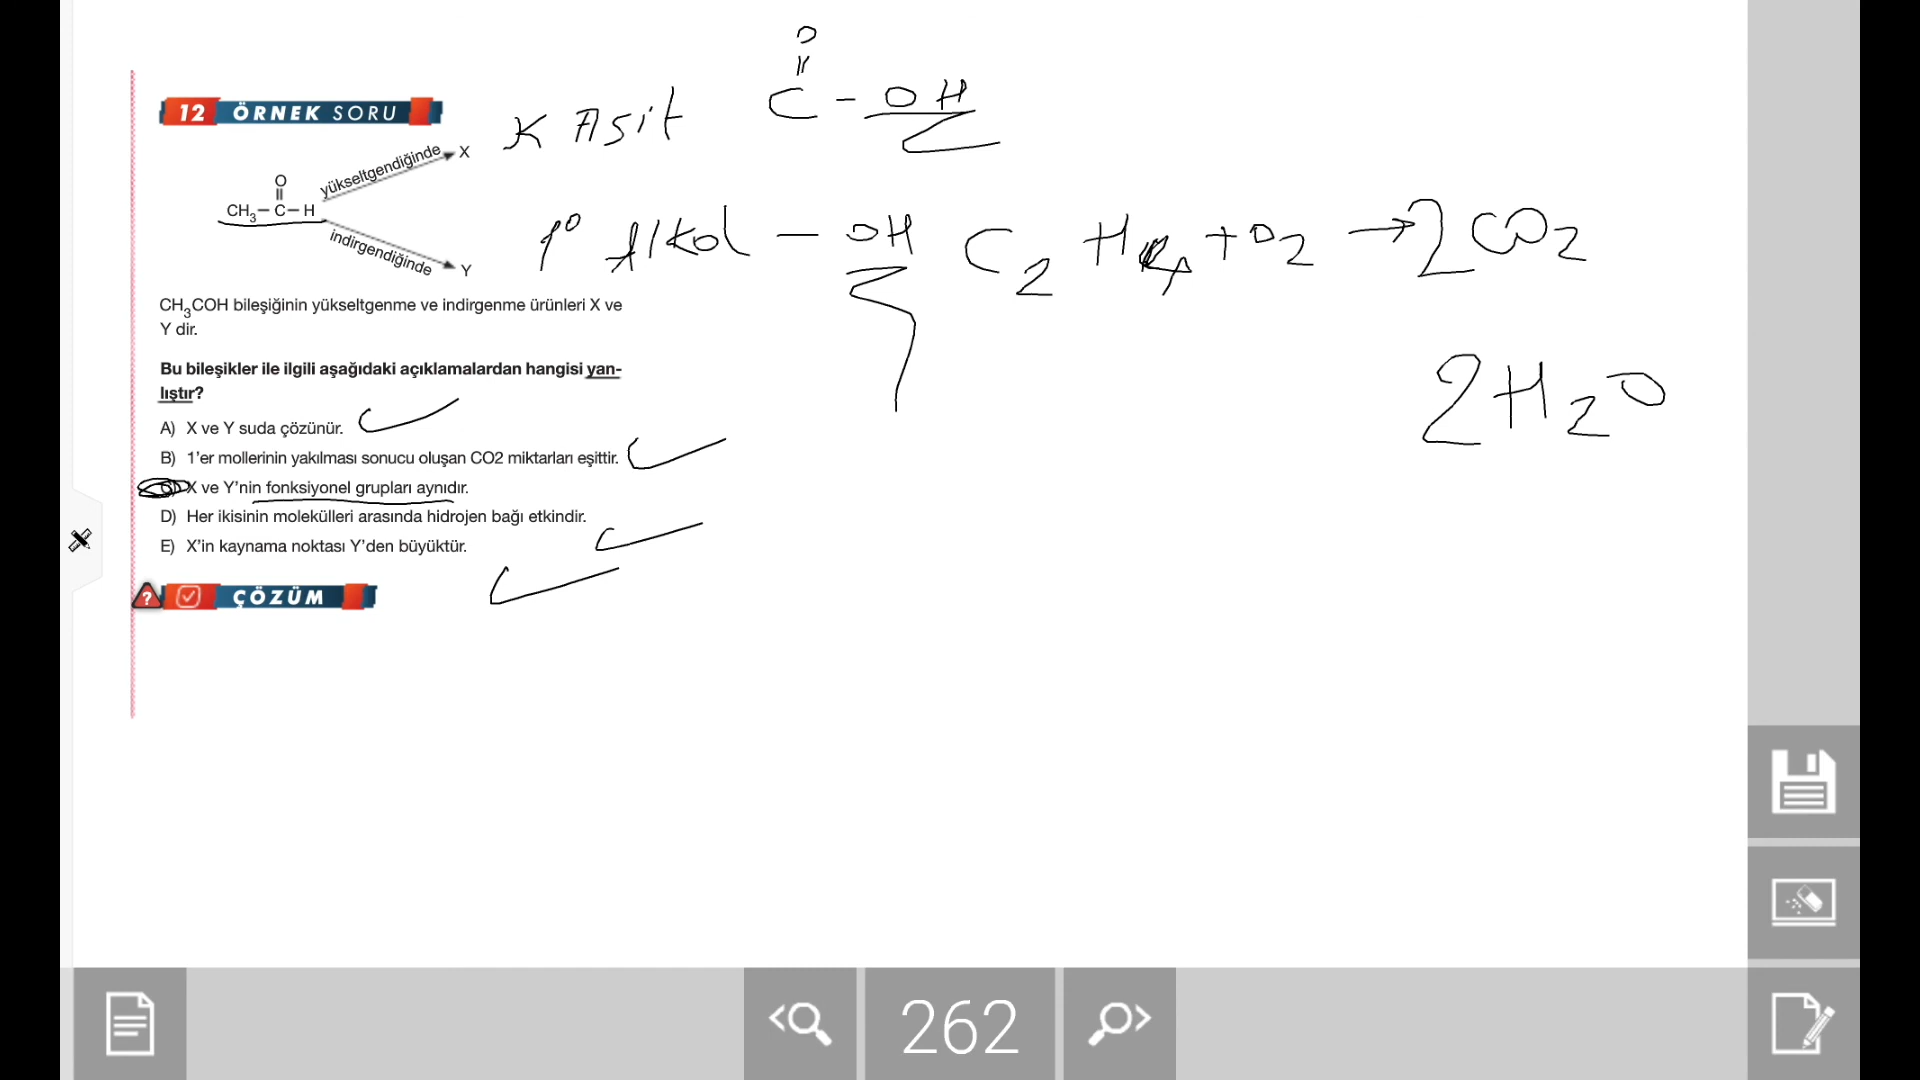 12 ÖRNEK SORU
K Asit
O
||
C - OH
yükseltgendiğinde X
O
||
CH3 – C – H
indirgendiğinde Y
1° Alkol - OH
C2 H4 + O2 → 2CO2
2H2O
CH3COH bileşiğinin yükseltgenme ve indirgenme ürünleri X ve
Y dir.
Bu bileşikler ile ilgili aşağıdaki açıklamalardan hangisi yan-
lıştır?
A) X ve Y suda çözünür.
B) 1'er mollerinin yakılması sonucu oluşan CO2 miktarları eşittir.
C) X ve Y'nin fonksiyonel grupları aynıdır.
D) Her ikisinin molekülleri arasında hidrojen bağı etkindir.
E) X'in kaynama noktası Y'den büyüktür.
? ÇÖZÜM
262